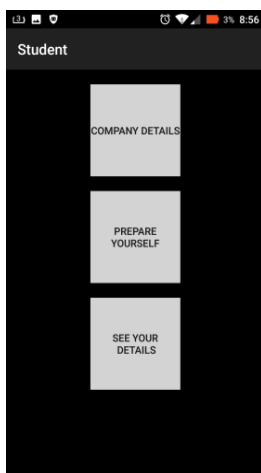 3% 8:56
Student
COMPANY DETAILS
PREPARE
YOURSELF
SEE YOUR
DETAILS